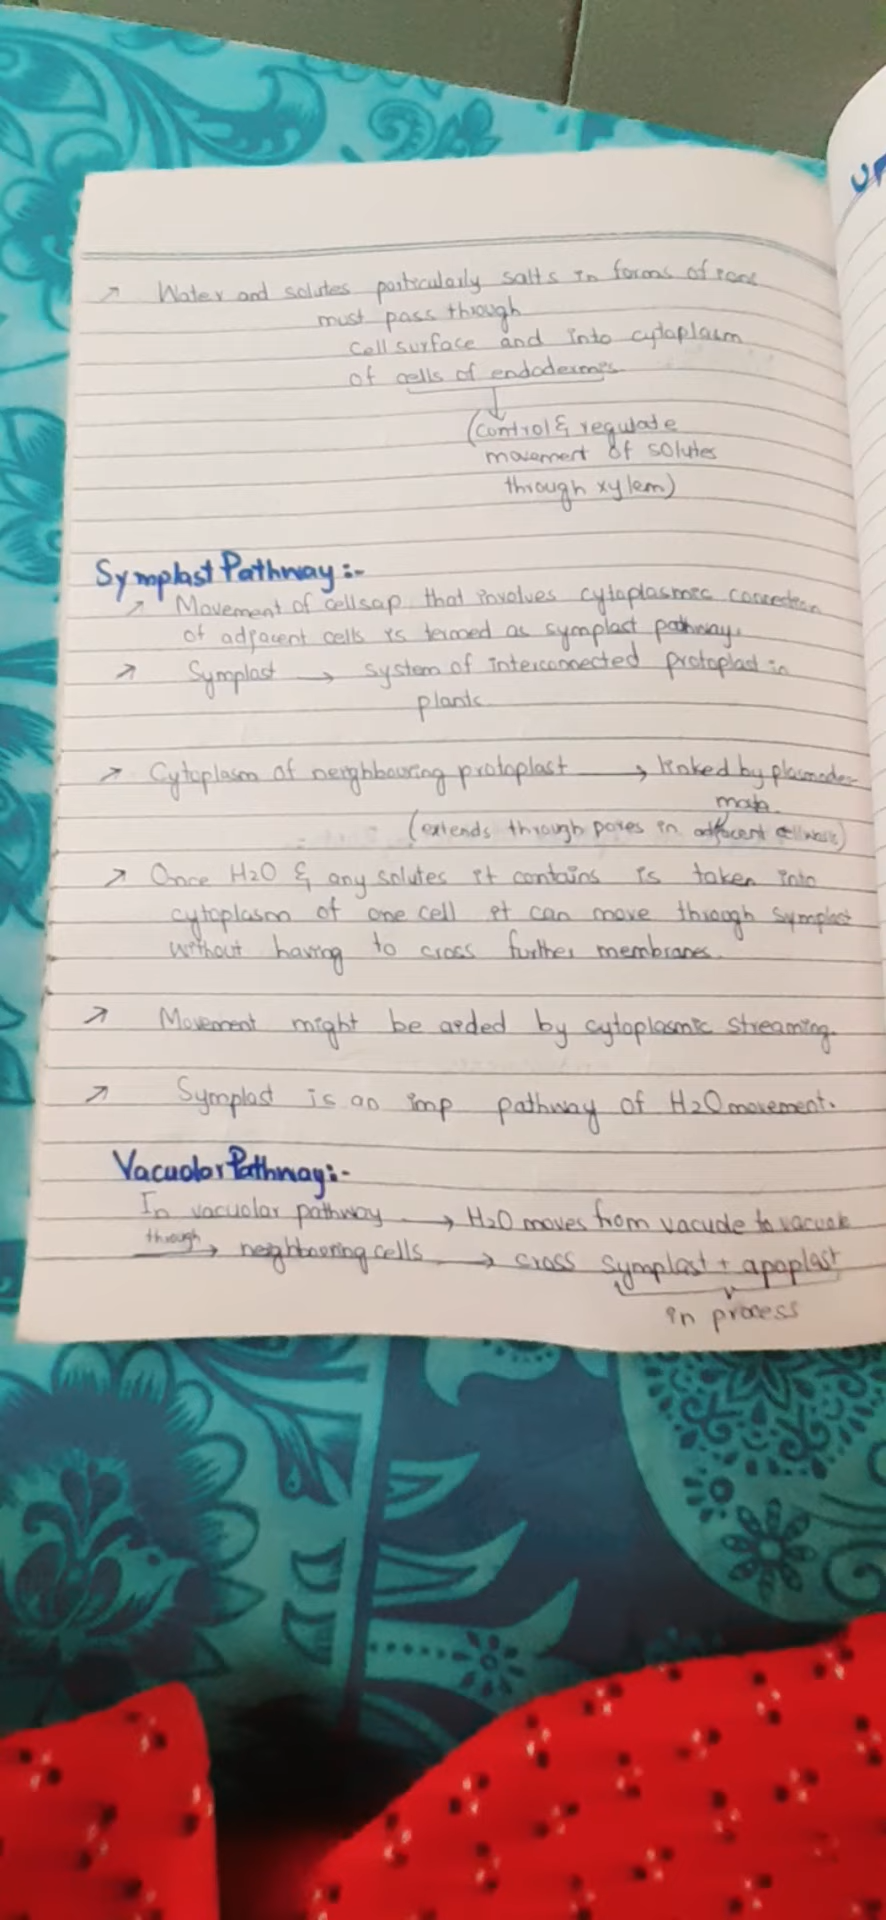 ↗ Water and solutes particularly salts in forms of ions
must pass through
cell surface and into cytoplasm
of cells of endodermis
↓
(control & regulate
movement of solutes
through xylem)
Symplast Pathway:-
↗ Movement of cellsap that involves cytoplasmic connection
of adjacent cells is termed as symplast pathway.
↗ Symplast → system of interconnected protoplast in
plants
↗ Cytoplasm of neighbouring protoplast → linked by plasmodes-
mata
(extends through pores in adjacent cell walls)
↗ Once H2O & any solutes it contains is taken into
cytoplasm of one cell it can move through symplast
without having to cross further membranes.
↗ Movement might be aided by cytoplasmic streaming.
↗ Symplast is an imp pathway of H2O movement.
Vacuolar Pathway:-
In vacuolar pathway → H2O moves from vacuole to vacuole
through → neighbouring cells → cross symplast + apoplast
in process